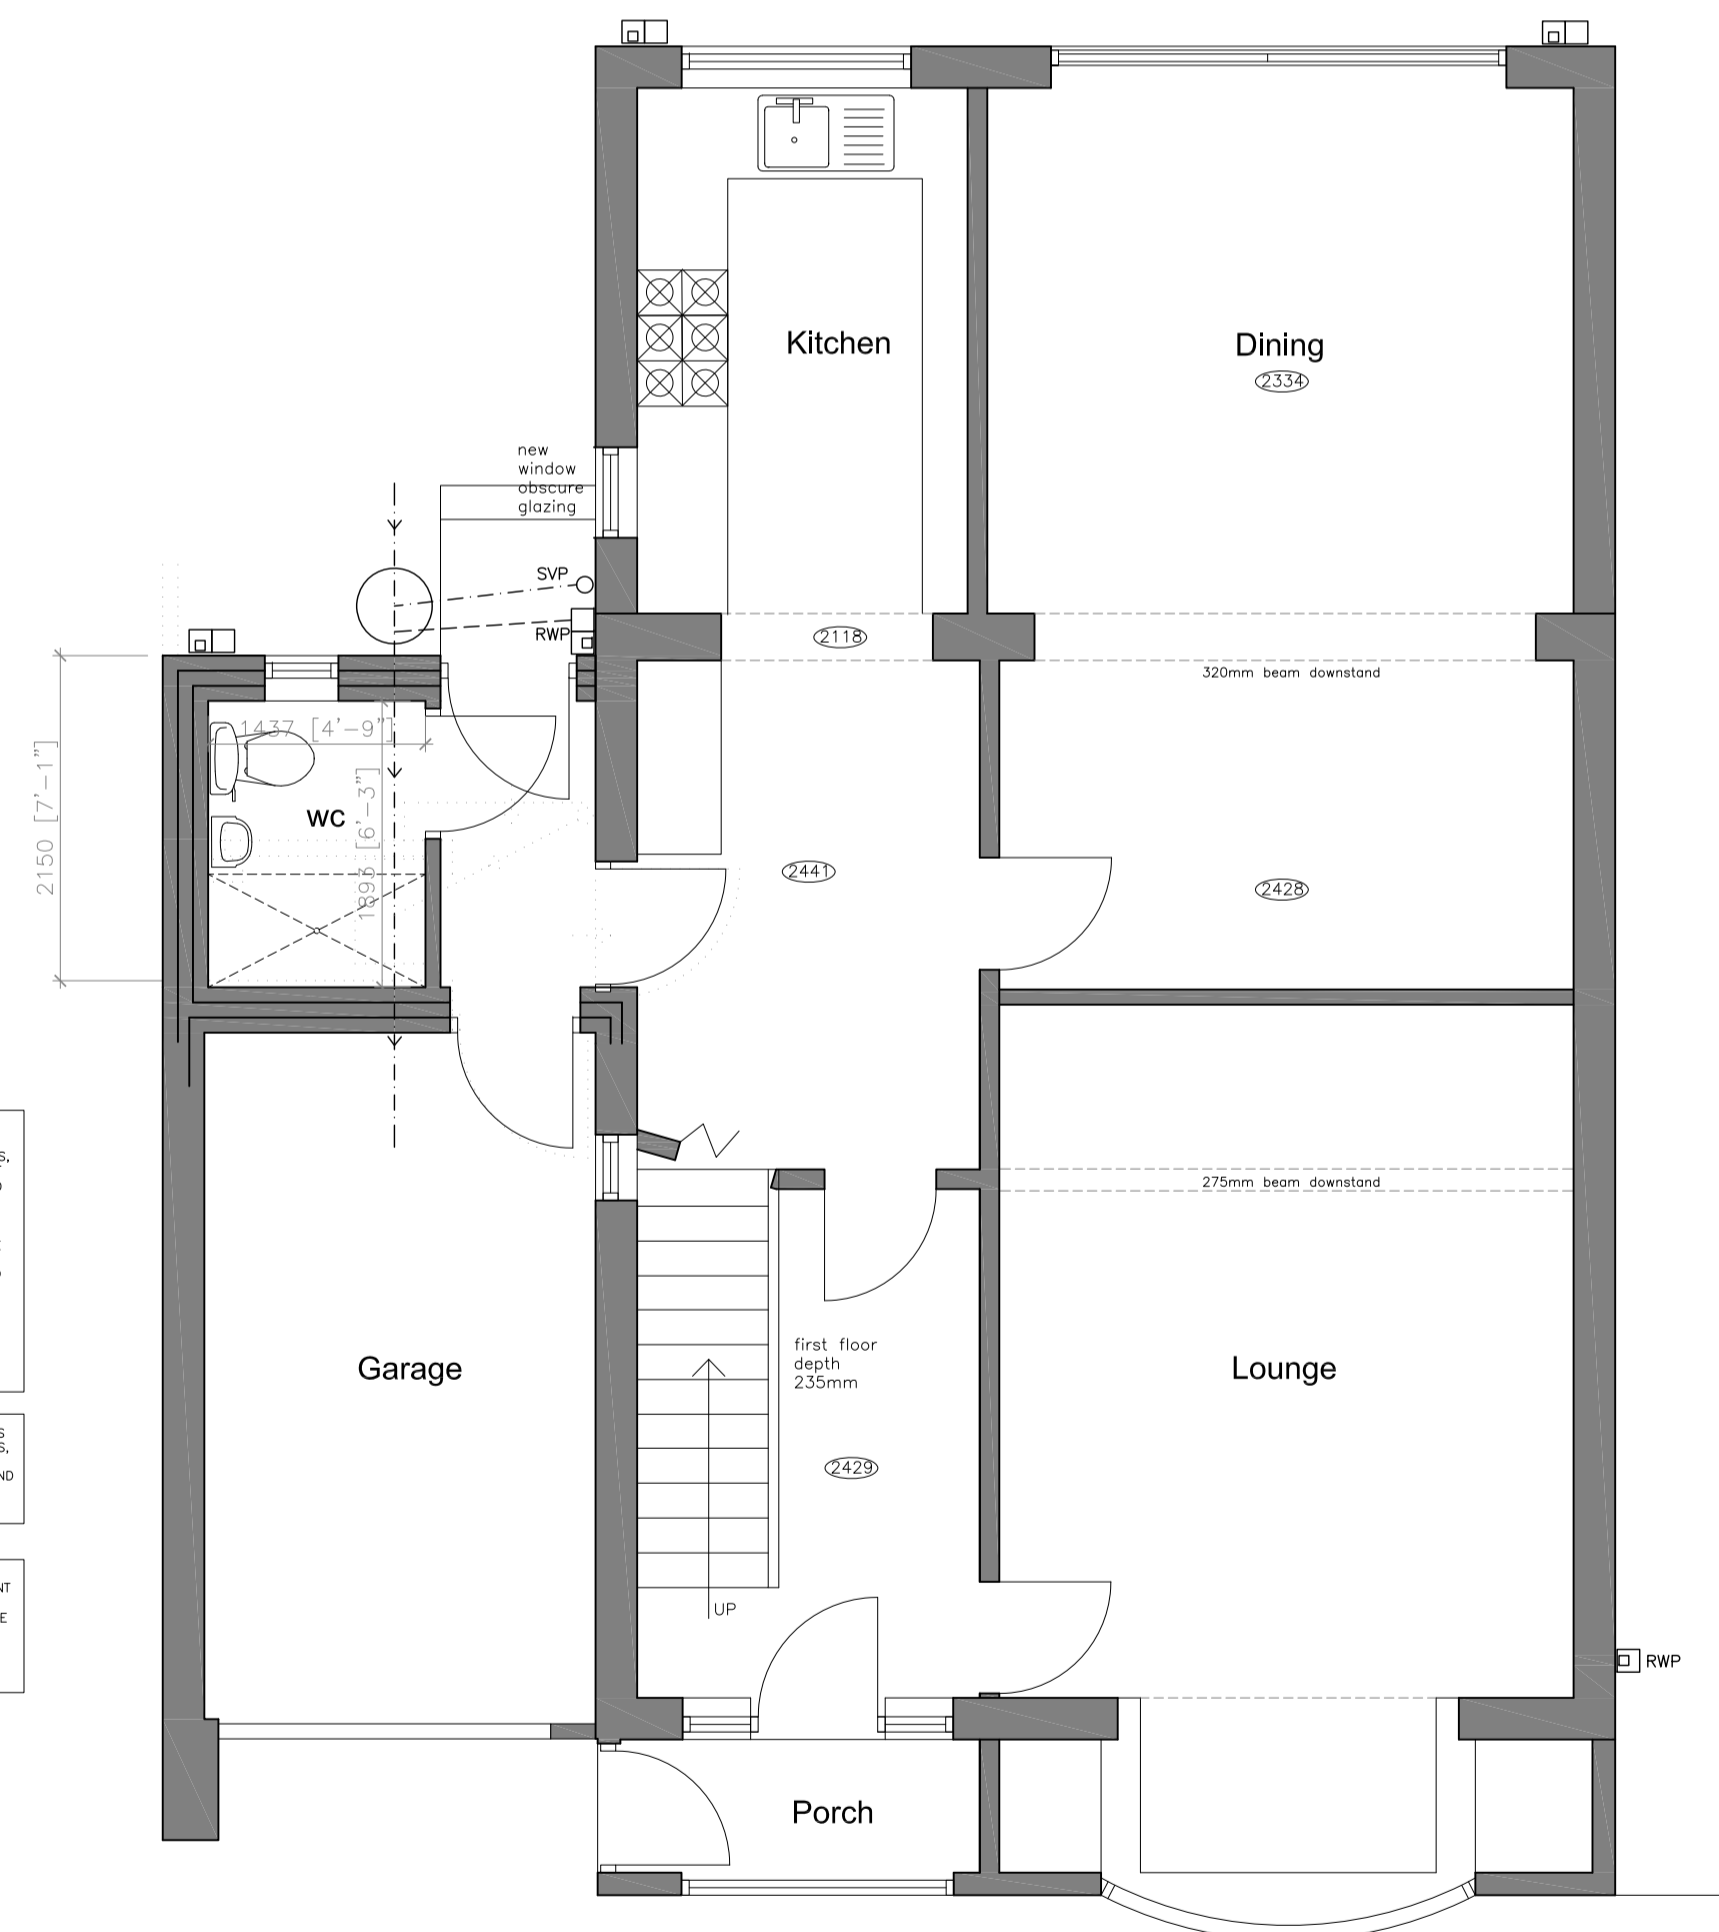 Kitchen
Dining
2334
new
window
obscure
glazing
SVP
RWP
2118
320mm beam downstand
1437 [4'-9"]
2150 [7'-1"]
1893 [6'-3"]
wc
2441
2428
S,
275mm beam downstand
first floor
depth
235mm
Garage
Lounge
S
S,
2429
ND
NT
UP
E
RWP
Porch